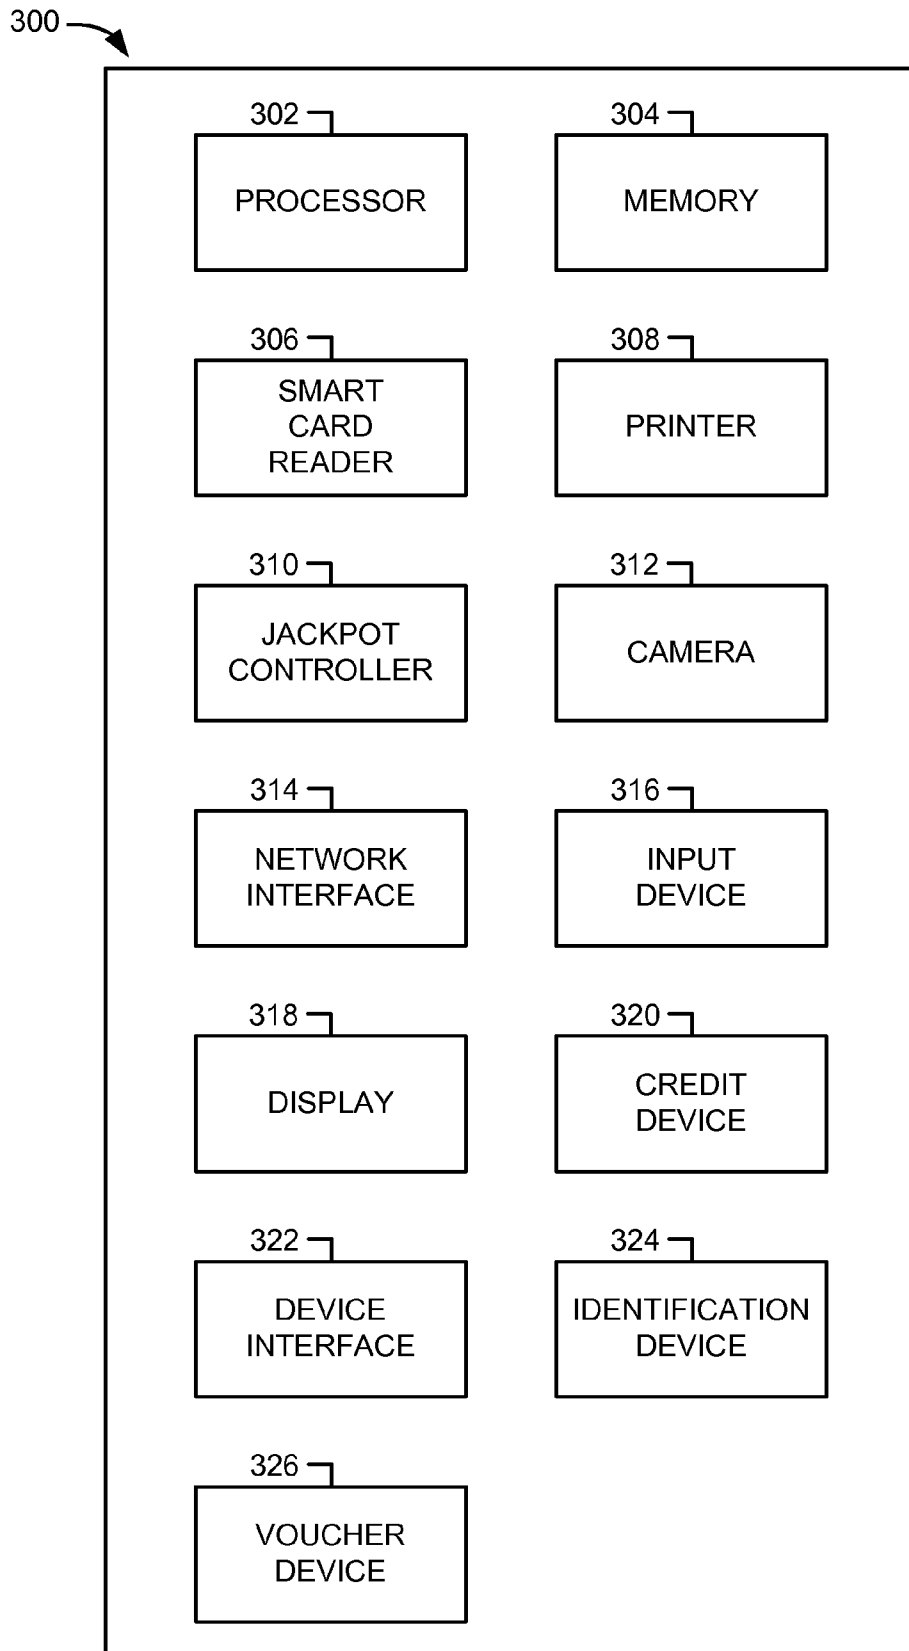 300
302
304
PROCESSOR
MEMORY
306
308
SMART
CARD
READER
PRINTER
310
312
JACKPOT
CONTROLLER
CAMERA
314
316
NETWORK
INTERFACE
INPUT
DEVICE
318
320
DISPLAY
CREDIT
DEVICE
322
324
DEVICE
INTERFACE
IDENTIFICATION
DEVICE
326
VOUCHER
DEVICE